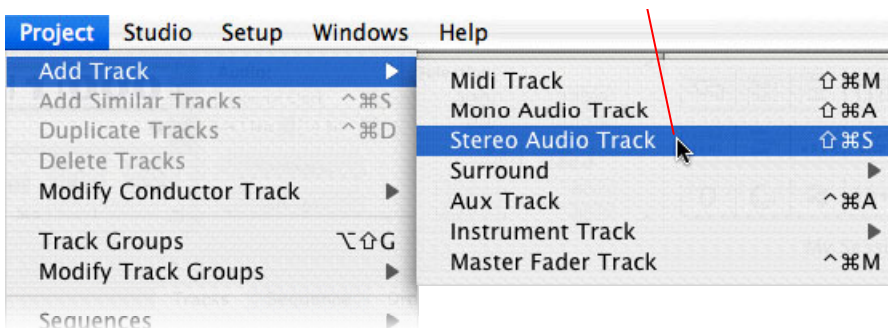 Project Studio Setup Windows Help
Add Track
Add Similar Tracks ^⌘S
Duplicate Tracks ^⌘D
Delete Tracks
Modify Conductor Track
Track Groups ⌥⇧G
Modify Track Groups
Sequences
Midi Track ⇧⌘M
Mono Audio Track ⇧⌘A
Stereo Audio Track ⇧⌘S
Surround
Aux Track ^⌘A
Instrument Track
Master Fader Track ^⌘M